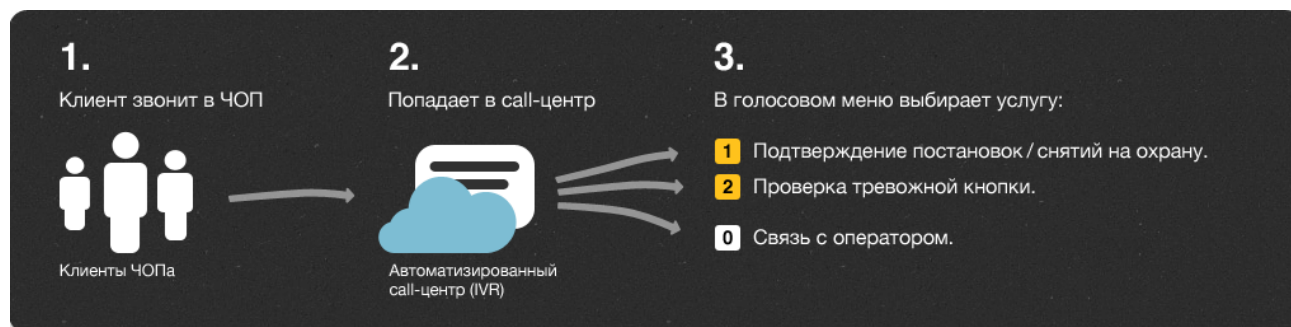 1.
Клиент звонит в ЧОП
Клиенты ЧОПа
2.
Попадает в call-центр
Автоматизированный
call-центр (IVR)
3.
В голосовом меню выбирает услугу:
1 Подтверждение постановок / снятий на охрану.
2 Проверка тревожной кнопки.
0 Связь с оператором.